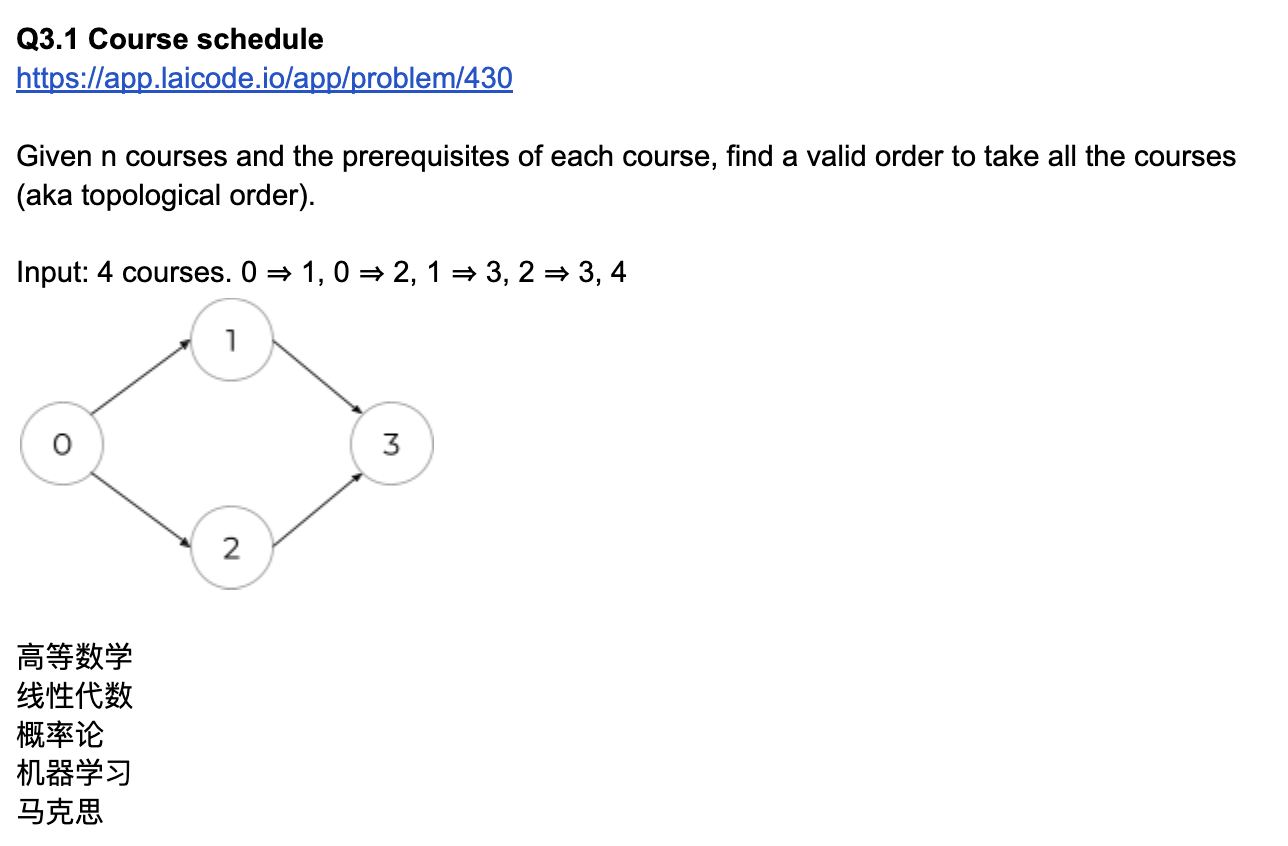 Q3.1 Course schedule
https://app.laicode.io/app/problem/430
Given n courses and the prerequisites of each course, find a valid order to take all the courses
(aka topological order).
Input: 4 courses. 0 ⇒ 1, 0 ⇒ 2, 1 ⇒ 3, 2 ⇒ 3, 4
1
0
3
2
高等数学
线性代数
概率论
机器学习
马克思